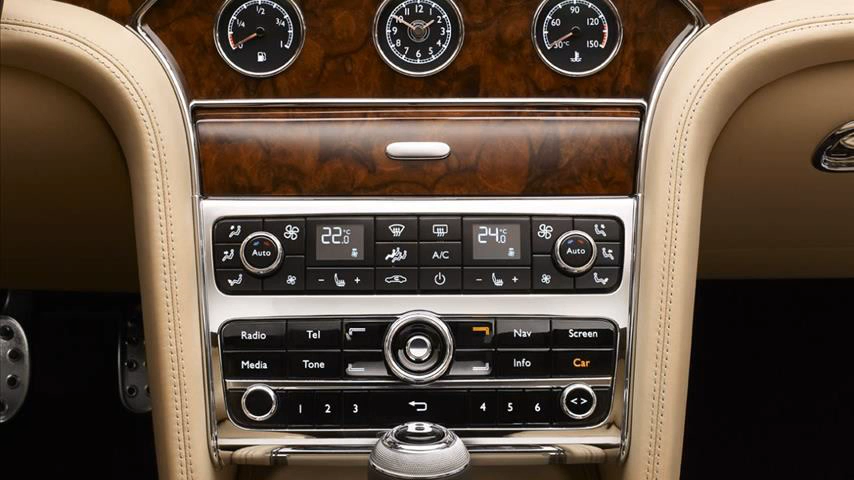 1/4 1/2 3/4 1
10 11 12 1 2 3 4 5 6 7 8 9
60 90 120 30°C 150
22.0°C
24.0°C
Auto
A/C
Auto
- +
- +
Radio Tel Nav Screen
Media Tone Info Car
1 2 3 4 5 6 < >